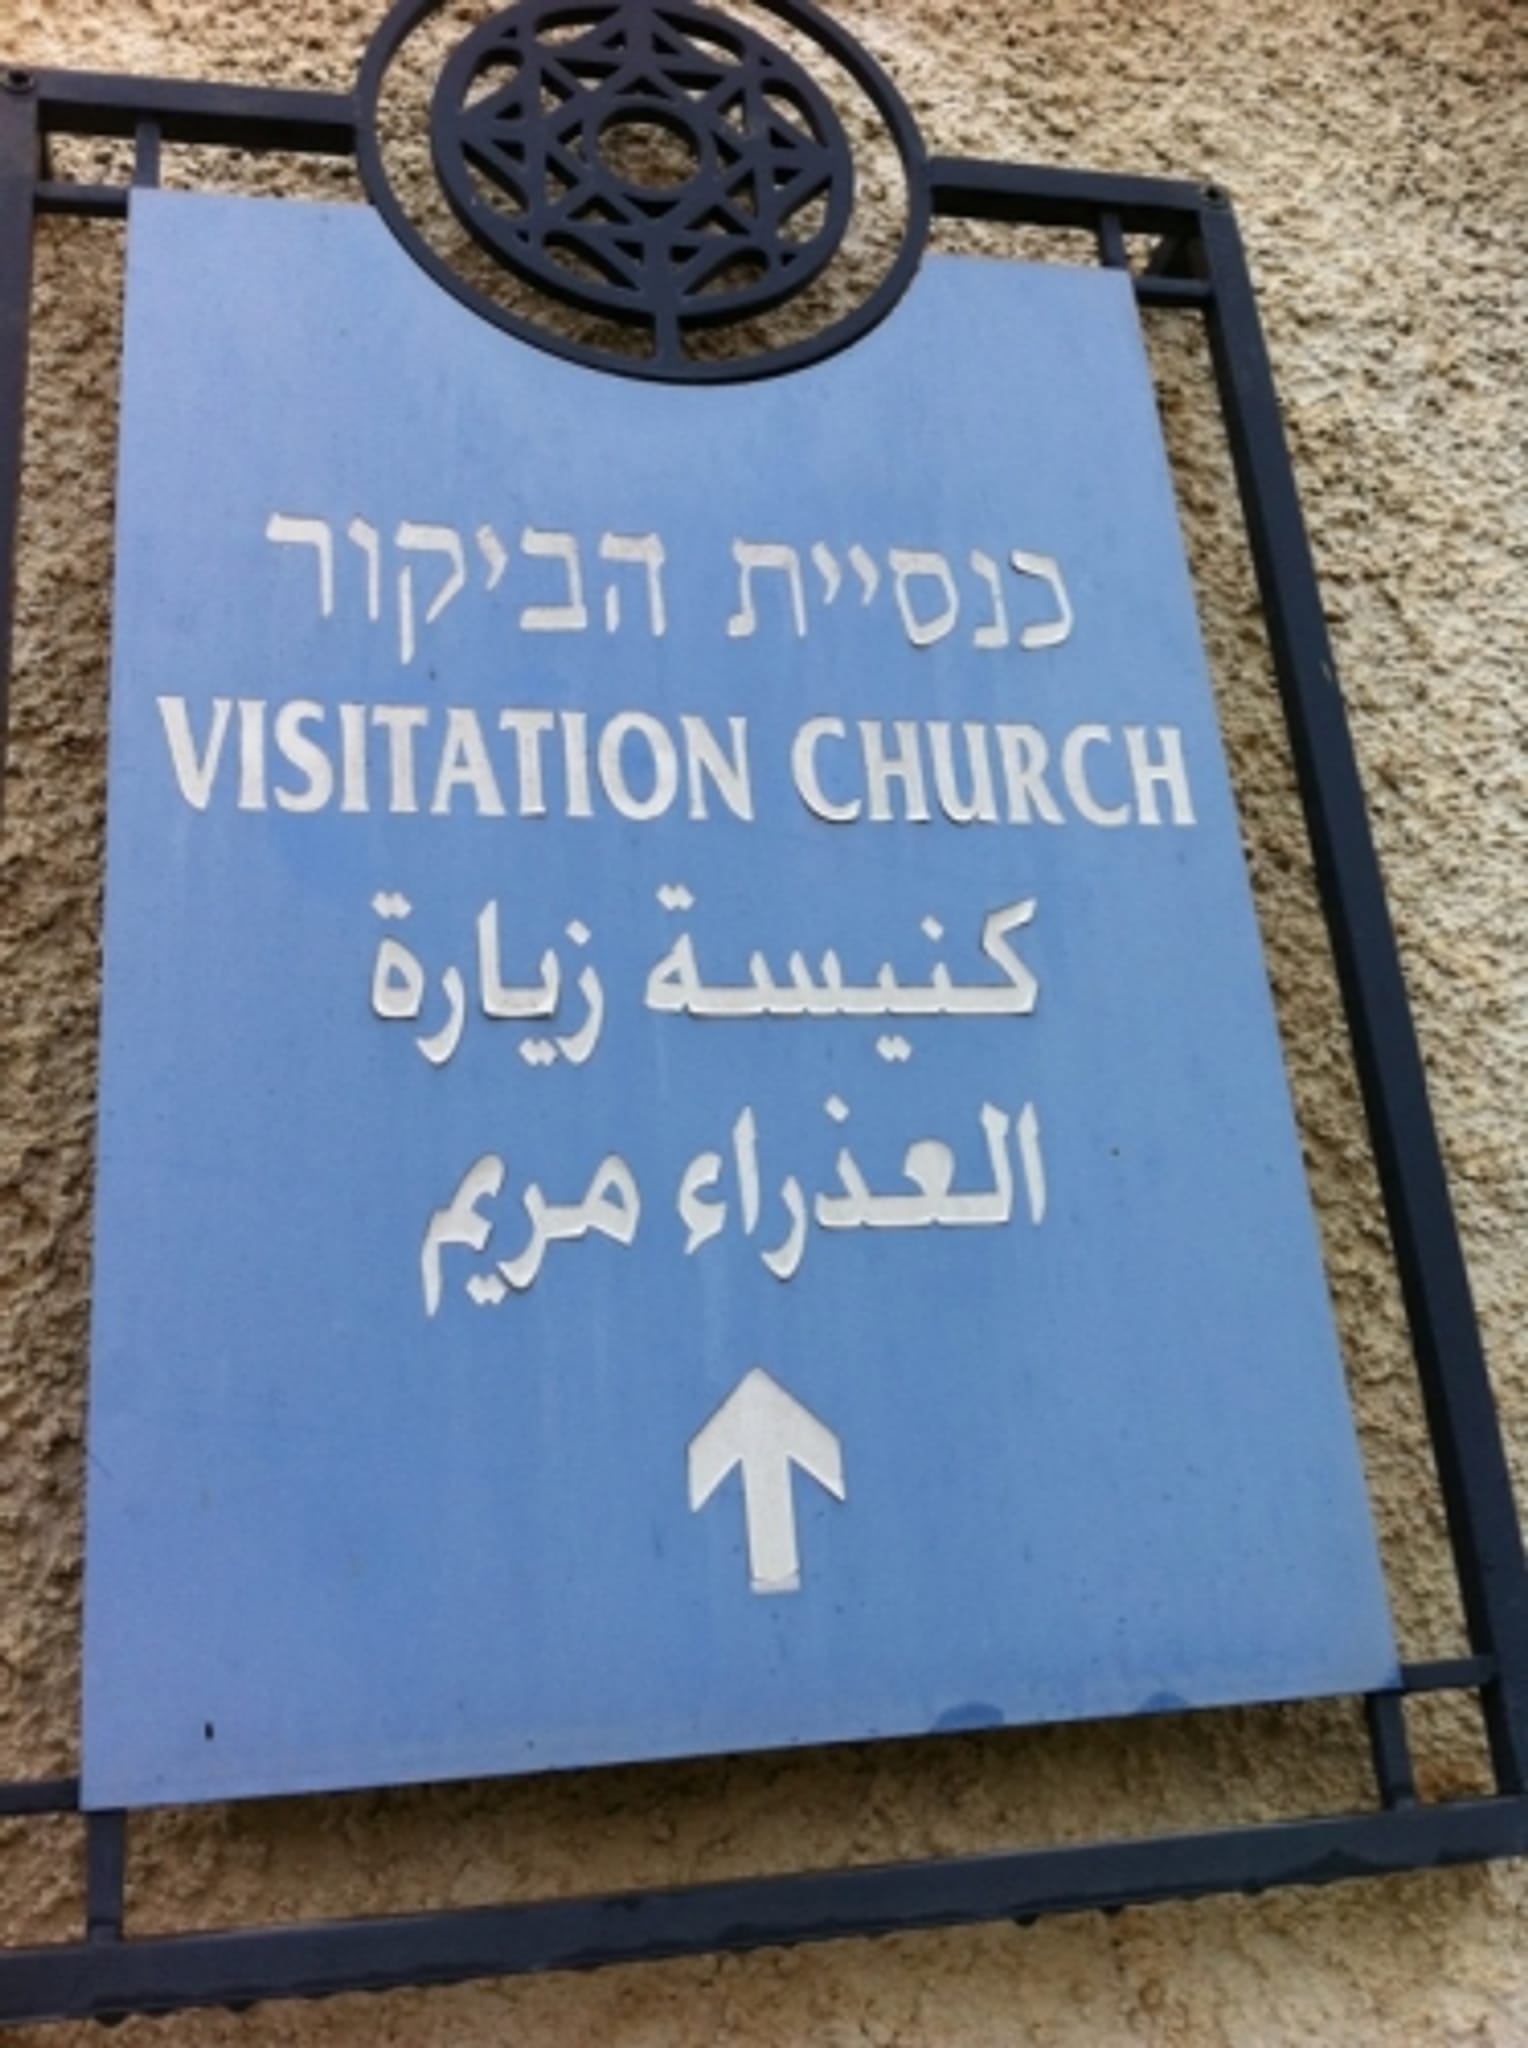 כנסיית הביקור
VISITATION CHURCH
كنيسة زيارة
العذراء مريم